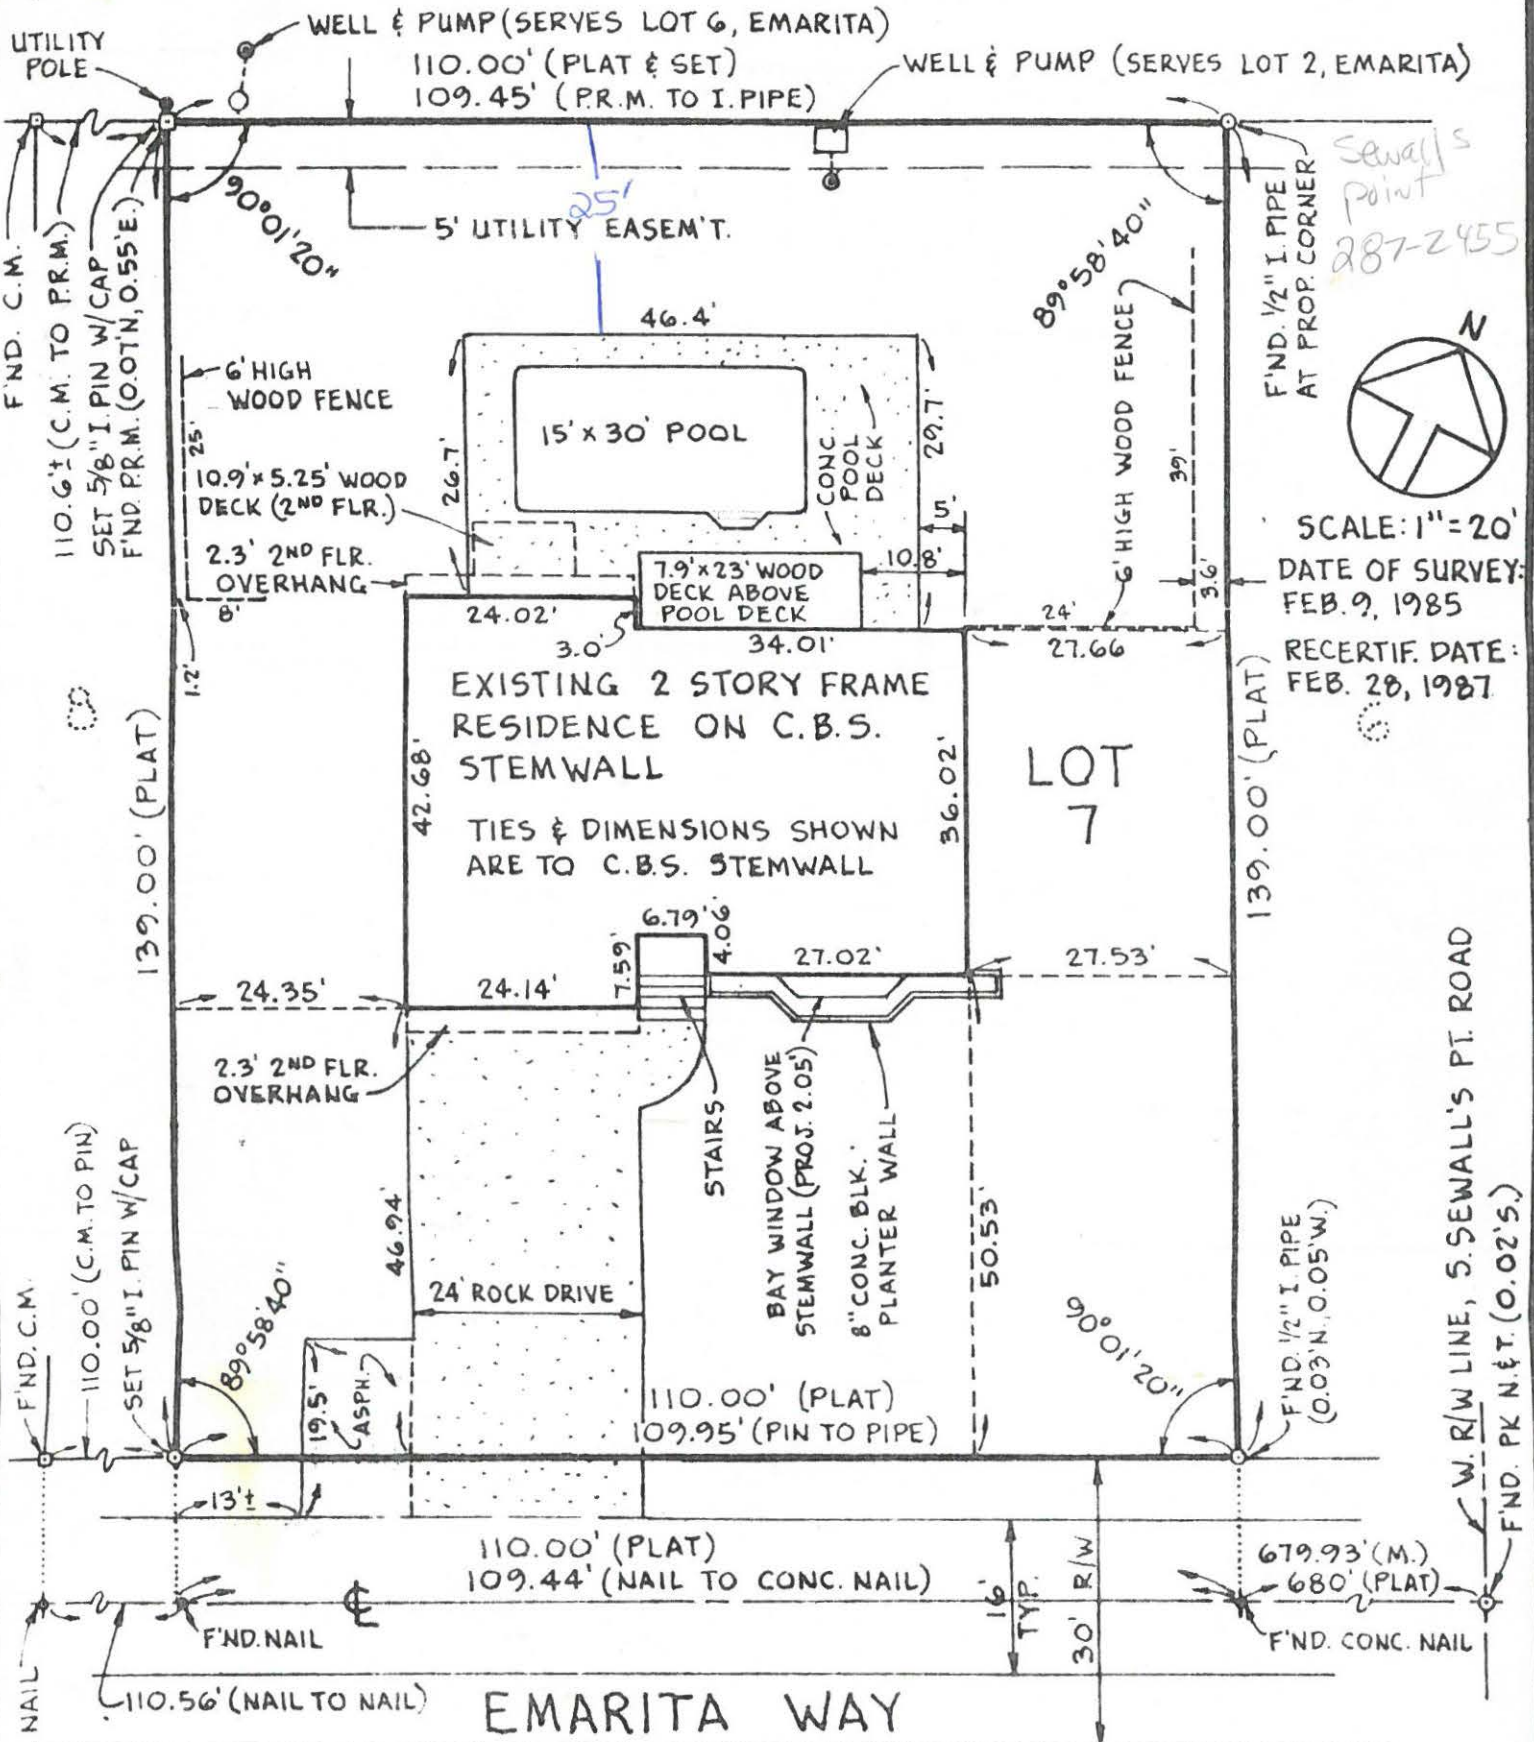 WELL & PUMP (SERVES LOT 6, EMARITA)
UTILITY
POLE
110.00' (PLAT & SET)
109.45' (P.R.M. TO I. PIPE)
WELL & PUMP (SERVES LOT 2, EMARITA)
Sewall's
point
287-2455
F'ND. C.M.
110.6'± (C.M. TO P.R.M.)
SET 5/8" I. PIN W/CAP
F'ND. P.R.M. (0.07'N, 0.55'E.)
90°01'20"
25'
5' UTILITY EASEM'T.
89°58'40"
F'ND. 1/2" I. PIPE
AT PROP. CORNER
N
46.4'
6' HIGH
WOOD FENCE
25'
15' x 30' POOL
CONC.
POOL
DECK
29.7'
26.7'
6' HIGH WOOD FENCE
39'
10.9' x 5.25' WOOD
DECK (2ND FLR.)
5'
SCALE: 1" = 20'
2.3' 2ND FLR.
OVERHANG
7.9' x 23' WOOD
DECK ABOVE
POOL DECK
10.8'
3.6'
DATE OF SURVEY:
FEB. 9, 1985
8'
24.02'
24'
3.0'
34.01'
27.66
RECERTIF. DATE:
FEB. 28, 1987
1.2'
EXISTING 2 STORY FRAME
RESIDENCE ON C.B.S.
STEMWALL
8
6
139.00' (PLAT)
42.68'
36.02'
LOT
7
139.00' (PLAT)
TIES & DIMENSIONS SHOWN
ARE TO C.B.S. STEMWALL
6.79'
4.06'
7.59'
27.02'
27.53'
24.35'
24.14'
2.3' 2ND FLR.
OVERHANG
STAIRS
BAY WINDOW ABOVE
STEMWALL (PROJ. 2.05')
8" CONC. BLK.
PLANTER WALL
50.53'
46.94'
24' ROCK DRIVE
F'ND. C.M.
110.00' (C.M. TO PIN)
SET 5/8" I. PIN W/CAP
89°58'40"
19.5'
ASPH.
110.00' (PLAT)
109.95' (PIN TO PIPE)
90°01'20"
F'ND. 1/2" I. PIPE
(0.03'N., 0.05'W.)
W. R/W LINE, S. SEWALL'S PT. ROAD
F'ND. PK N.&T. (0.02'S.)
13'±
110.00' (PLAT)
109.44' (NAIL TO CONC. NAIL)
16'
TYP.
30' R/W
679.93' (M.)
680' (PLAT)
F'ND. NAIL
F'ND. CONC. NAIL
NAIL
110.56' (NAIL TO NAIL)
EMARITA WAY